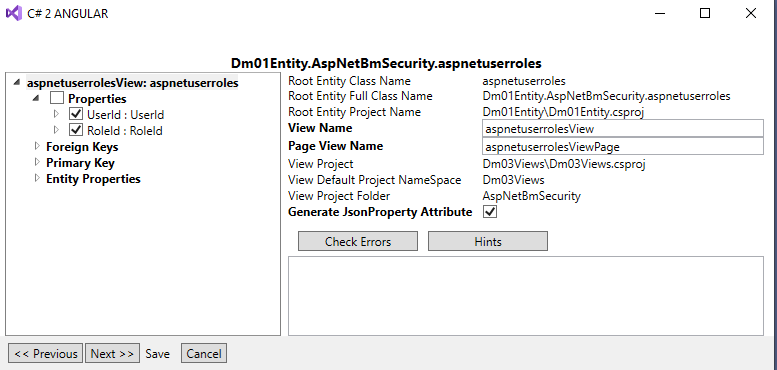 C# 2 ANGULAR
Dm01Entity.AspNetBmSecurity.aspnetuserroles
aspnetuserrolesView: aspnetuserroles
Properties
UserId : UserId
RoleId : RoleId
Foreign Keys
Primary Key
Entity Properties
Root Entity Class Name aspnetuserroles
Root Entity Full Class Name Dm01Entity.AspNetBmSecurity.aspnetuserroles
Root Entity Project Name Dm01Entity\Dm01Entity.csproj
View Name aspnetuserrolesView
Page View Name aspnetuserrolesViewPage
View Project Dm03Views\Dm03Views.csproj
View Default Project NameSpace Dm03Views
View Project Folder AspNetBmSecurity
Generate JsonProperty Attribute
Check Errors Hints
<< Previous Next >> Save Cancel